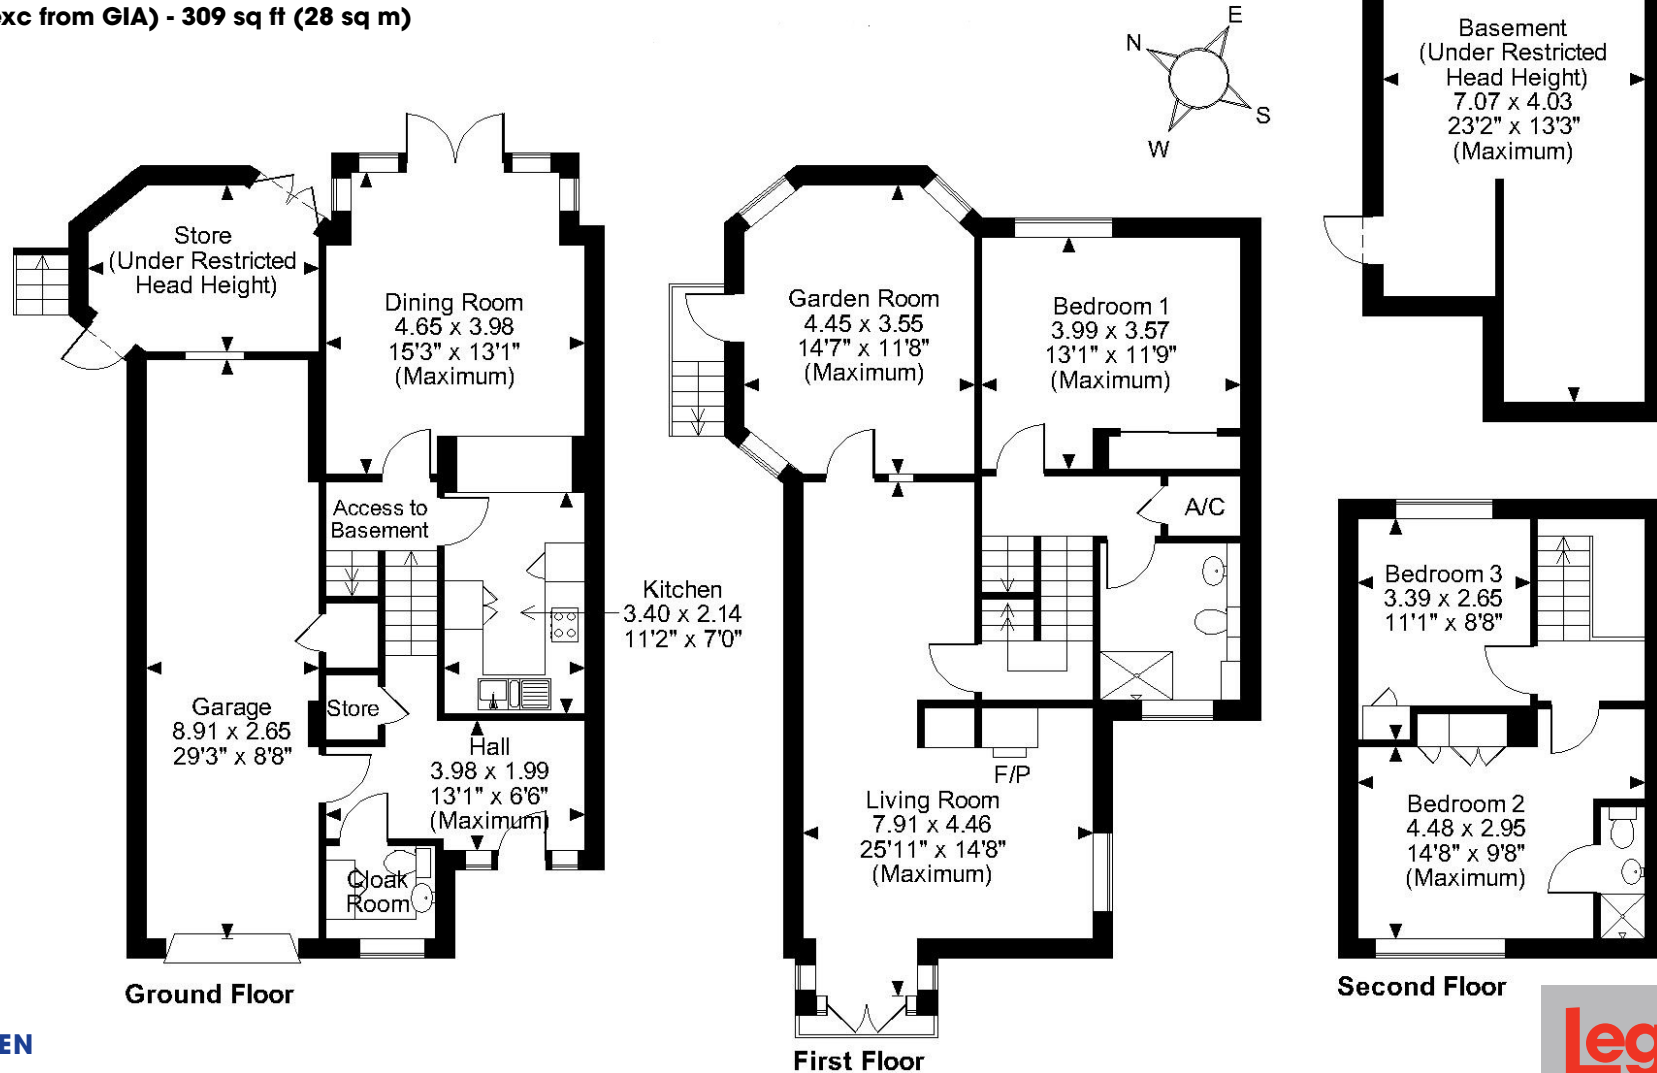 exc from GIA) - 309 sq ft (28 sq m)
N
E
S
W
Basement
(Under Restricted
Head Height)
7.07 x 4.03
23'2" x 13'3"
(Maximum)
Store
(Under Restricted
Head Height)
Dining Room
4.65 x 3.98
15'3" x 13'1"
(Maximum)
Access to
Basement
Kitchen
3.40 x 2.14
11'2" x 7'0"
Garage
8.91 x 2.65
29'3" x 8'8"
Store
Hall
3.98 x 1.99
13'1" x 6'6"
(Maximum)
Cloak
Room
Ground Floor
Garden Room
4.45 x 3.55
14'7" x 11'8"
(Maximum)
Bedroom 1
3.99 x 3.57
13'1" x 11'9"
(Maximum)
A/C
F/P
Living Room
7.91 x 4.46
25'11" x 14'8"
(Maximum)
First Floor
Bedroom 3
3.39 x 2.65
11'1" x 8'8"
Bedroom 2
4.48 x 2.95
14'8" x 9'8"
(Maximum)
Second Floor
EN
Leg